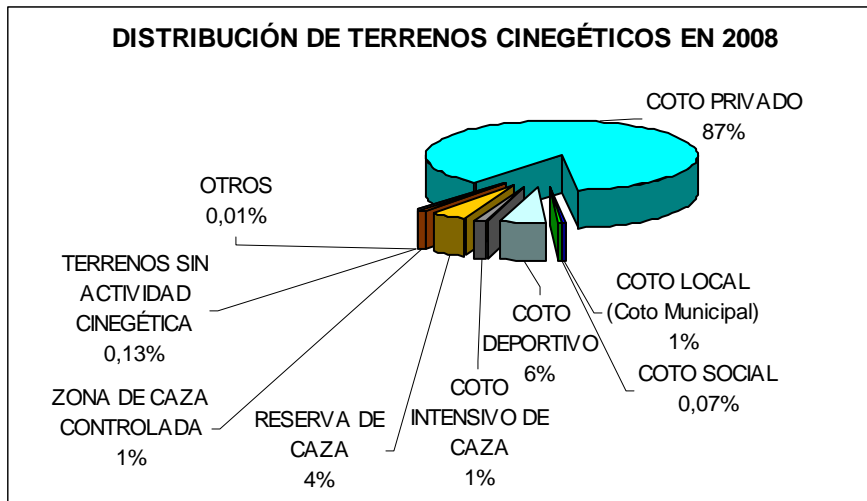 DISTRIBUCIÓN DE TERRENOS CINEGÉTICOS EN 2008
COTO PRIVADO
87%
OTROS
0,01%
TERRENOS SIN
ACTIVIDAD
CINEGÉTICA
0,13%
ZONA DE CAZA
CONTROLADA
1%
RESERVA DE
CAZA
4%
COTO
INTENSIVO DE
CAZA
1%
COTO
DEPORTIVO
6%
COTO LOCAL
(Coto Municipal)
1%
COTO SOCIAL
0,07%